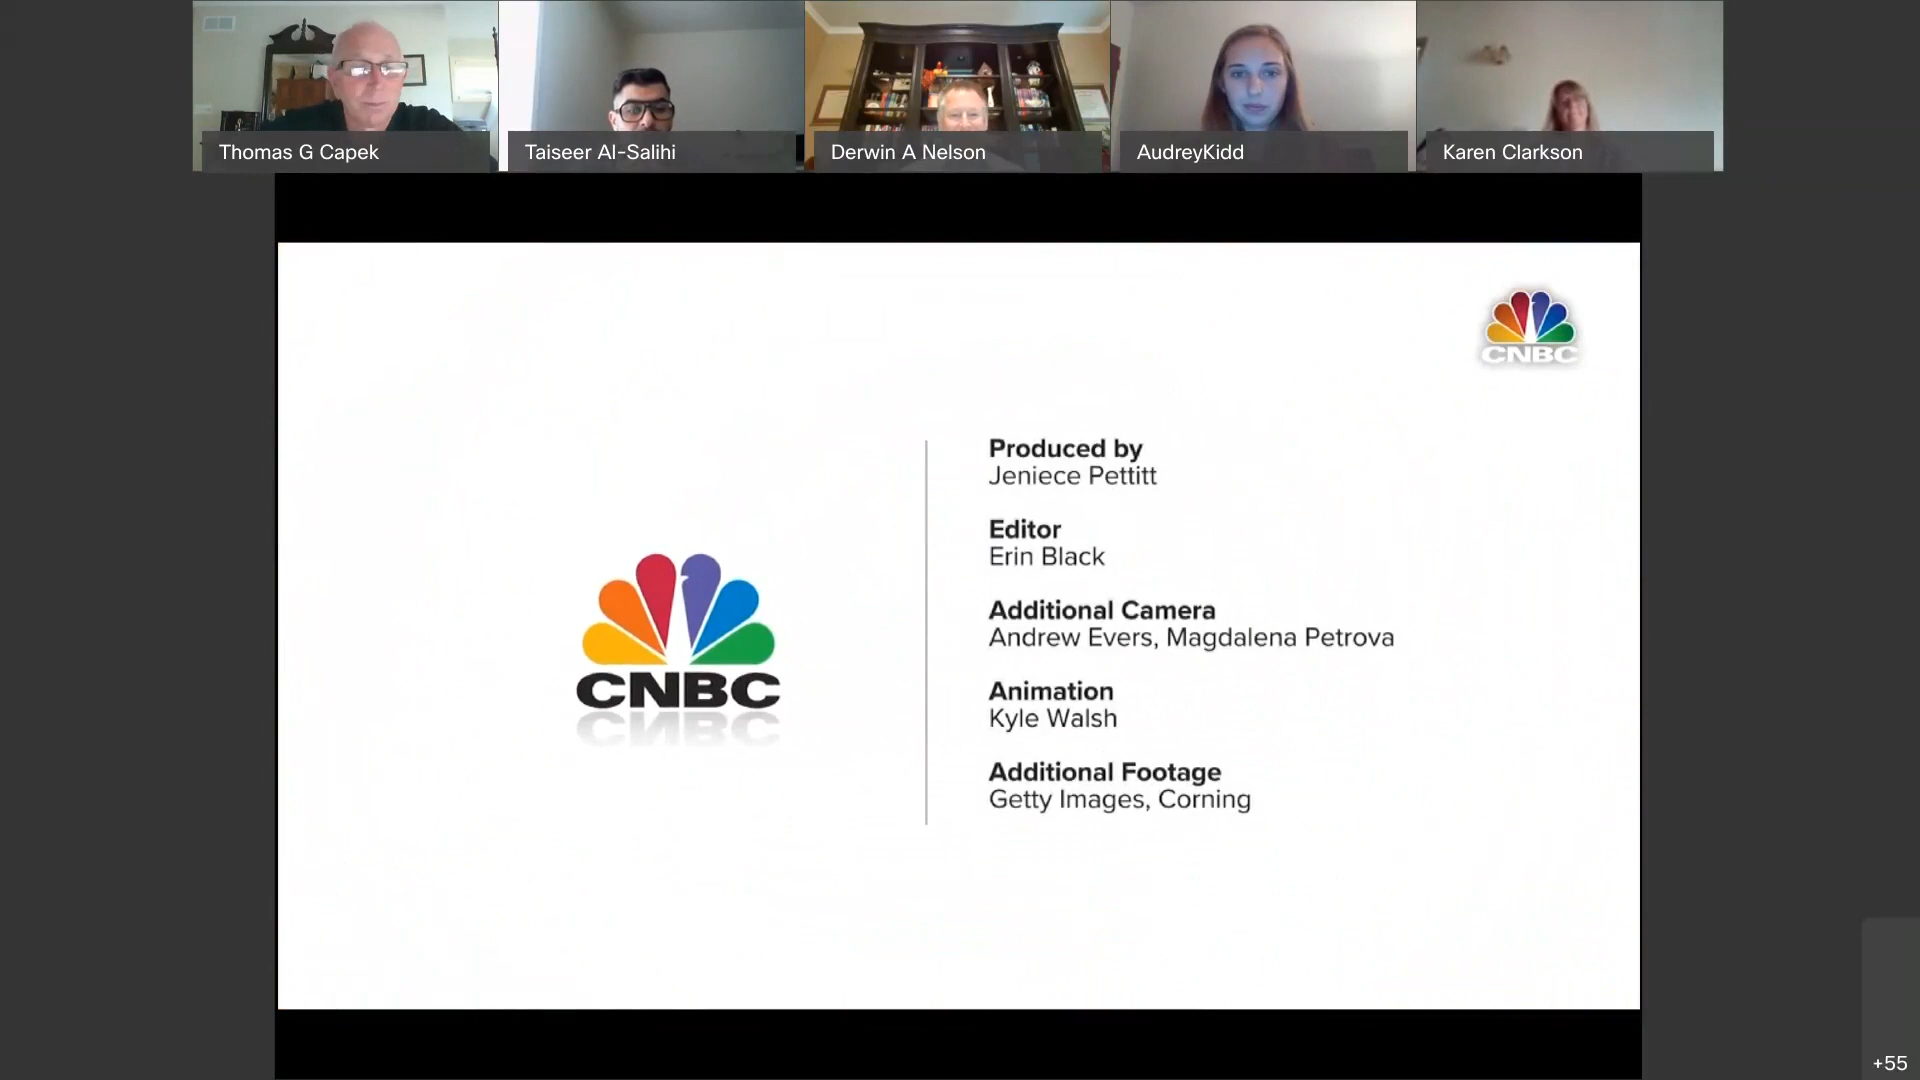 Thomas G Capek
Taiseer Al-Salihi
Derwin A Nelson
AudreyKidd
Karen Clarkson
CNBC
Produced by
Jeniece Pettitt
Editor
Erin Black
Additional Camera
Andrew Evers, Magdalena Petrova
Animation
Kyle Walsh
Additional Footage
Getty Images, Corning
CNBC
+55